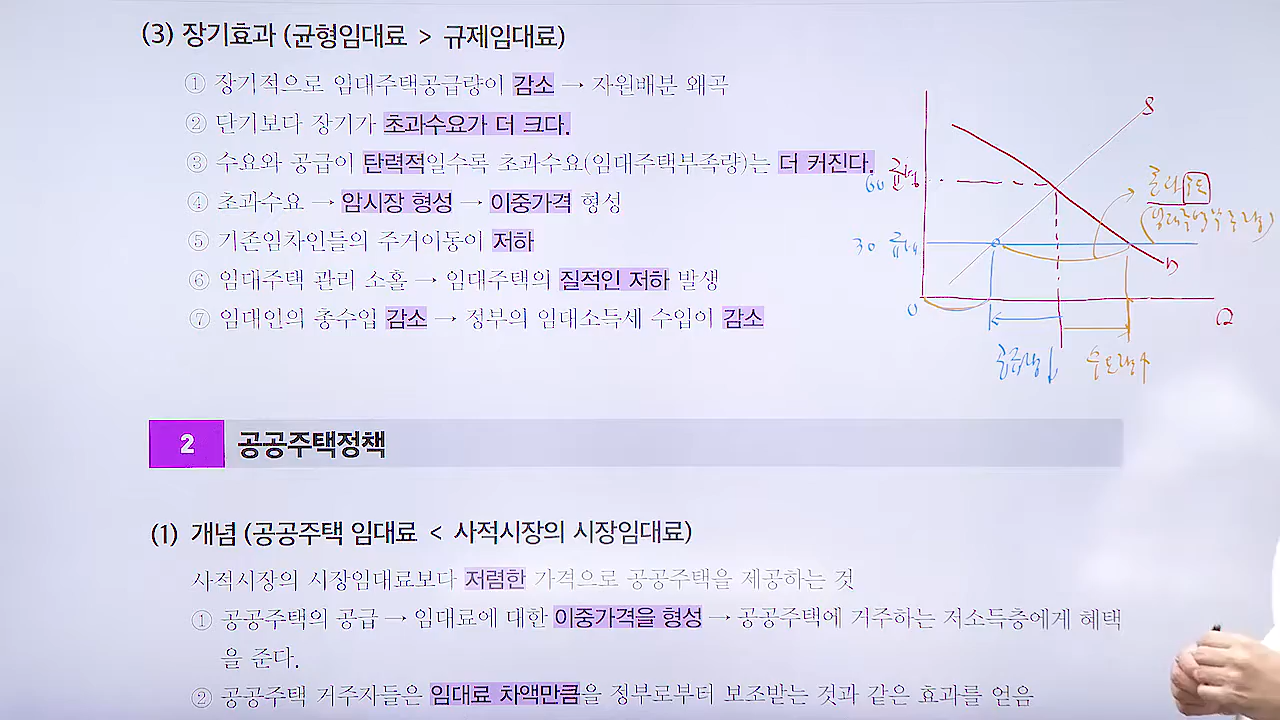 (3) 장기효과 (균형임대료 > 규제임대료)
① 장기적으로 임대주택공급량이 감소 → 자원배분 왜곡
② 단기보다 장기가 초과수요가 더 크다.
③ 수요와 공급이 탄력적일수록 초과수요(임대주택부족량)는 더 커진다.
④ 초과수요 → 암시장 형성 → 이중가격 형성
⑤ 기존임차인들의 주거이동이 저하
⑥ 임대주택 관리 소홀 → 임대주택의 질적인 저하 발생
⑦ 임대인의 총수입 감소 → 정부의 임대소득세 수입이 감소
S
60
30
D
0
Q
공급량↓
수요량↑
2 공공주택정책
(1) 개념 (공공주택 임대료 < 사적시장의 시장임대료)
사적시장의 시장임대료보다 저렴한 가격으로 공공주택을 제공하는 것
① 공공주택의 공급 → 임대료에 대한 이중가격을 형성 → 공공주택에 거주하는 저소득층에게 혜택
을 준다.
② 공공주택 거주자들은 임대료 차액만큼을 정부로부터 보조받는 것과 같은 효과를 얻음